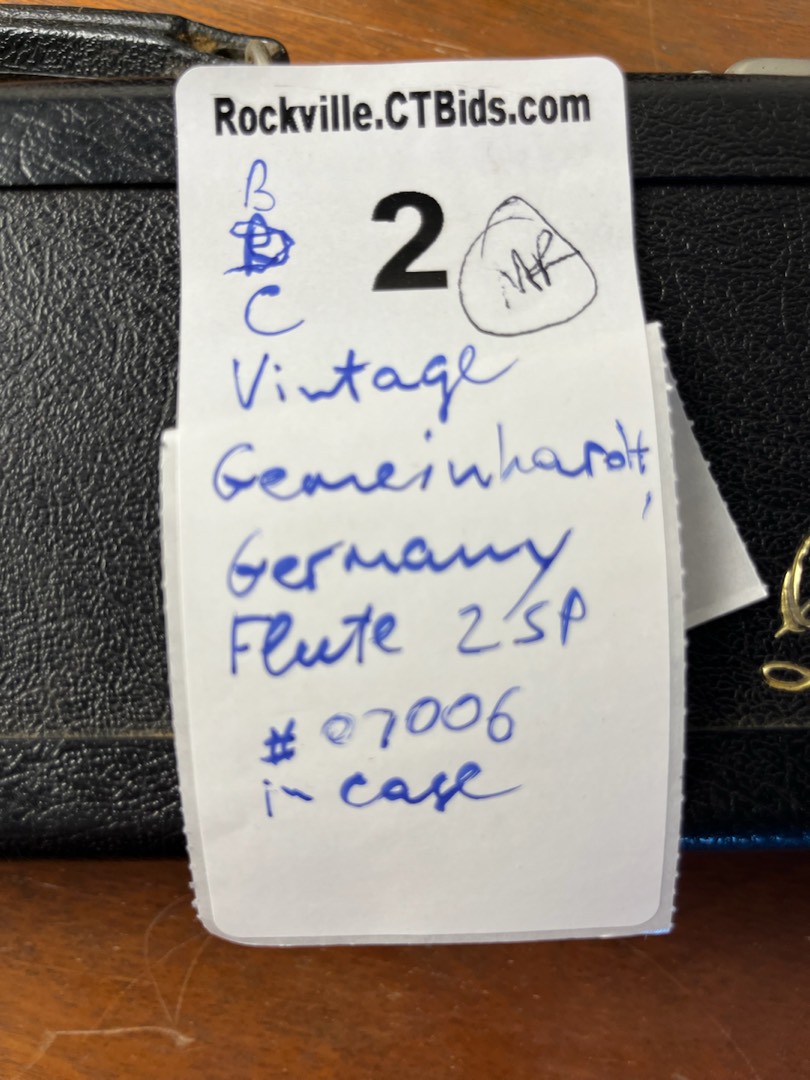 Rockville.CTBids.com
B
2
C
Vintage
Gemeinhardt,
Germany
Flute 2SP
# 07006
in case